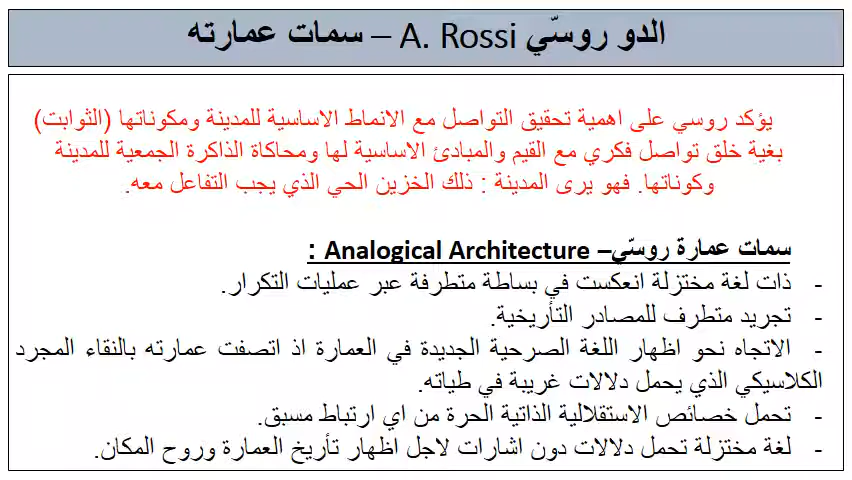 الدو روسّي A. Rossi – سمات عمارته
يؤكد روسي على اهمية تحقيق التواصل مع الانماط الاساسية للمدينة ومكوناتها (الثوابت)
بغية خلق تواصل فكري مع القيم والمبادئ الاساسية لها ومحاكاة الذاكرة الجمعية للمدينة
وكوناتها. فهو يرى المدينة : ذلك الخزين الحي الذي يجب التفاعل معه.
سمات عمارة روسّي– Analogical Architecture :
- ذات لغة مختزلة انعكست في بساطة متطرفة عبر عمليات التكرار.
- تجريد متطرف للمصادر التأريخية.
- الاتجاه نحو اظهار اللغة الصرحية الجديدة في العمارة اذ اتصفت عمارته بالنقاء المجرد
الكلاسيكي الذي يحمل دلالات غريبة في طياته.
- تحمل خصائص الاستقلالية الذاتية الحرة من اي ارتباط مسبق.
- لغة مختزلة تحمل دلالات دون اشارات لاجل اظهار تأريخ العمارة وروح المكان.